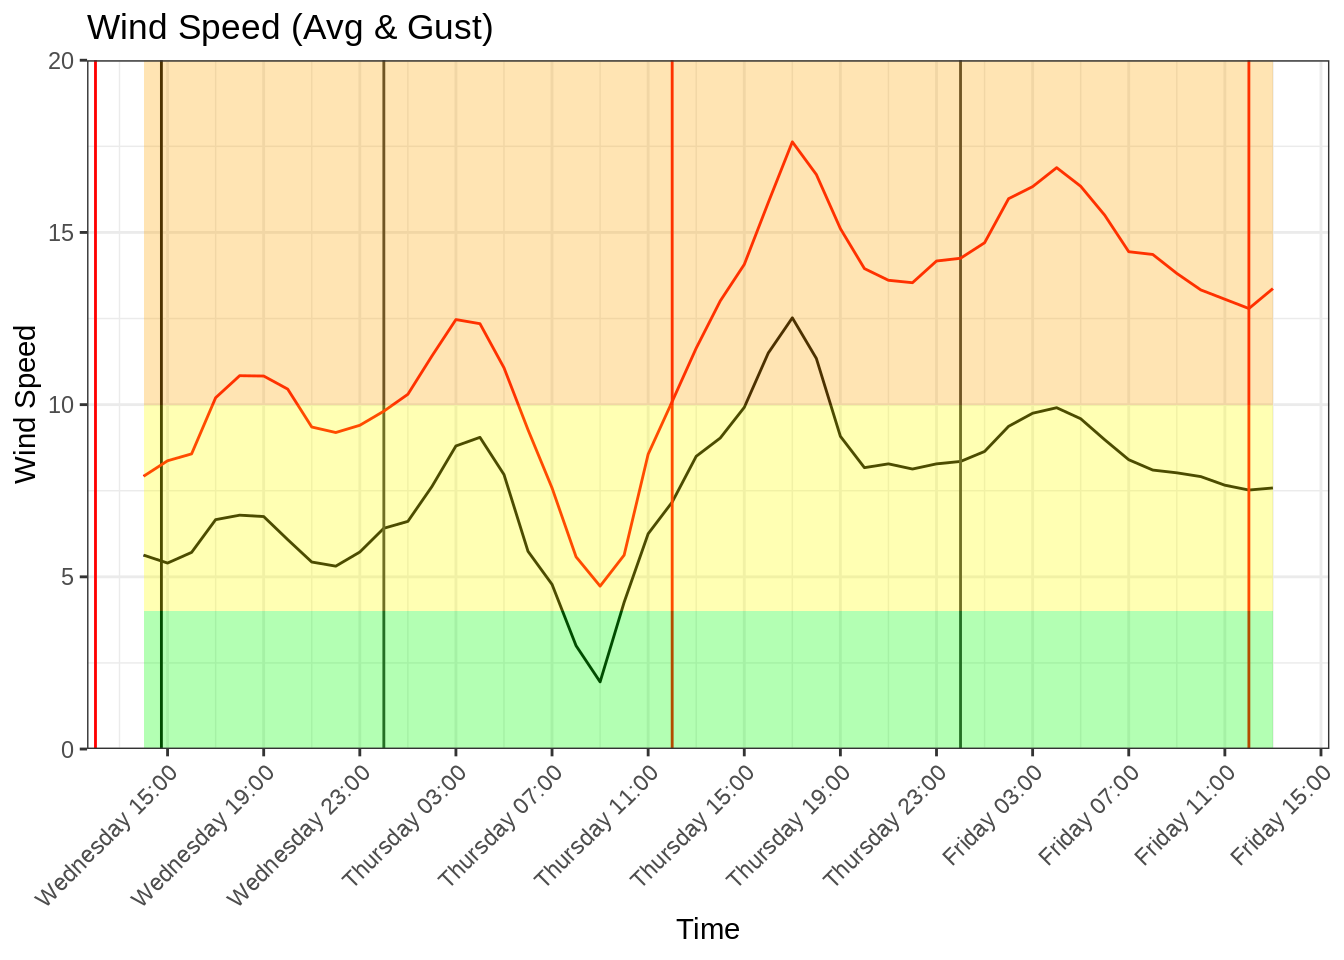 Wind Speed (Avg & Gust)
Wind Speed
20
15
10
5
0
Wednesday 15:00
Wednesday 19:00
Wednesday 23:00
Thursday 03:00
Thursday 07:00
Thursday 11:00
Thursday 15:00
Thursday 19:00
Thursday 23:00
Friday 03:00
Friday 07:00
Friday 11:00
Friday 15:00
Time